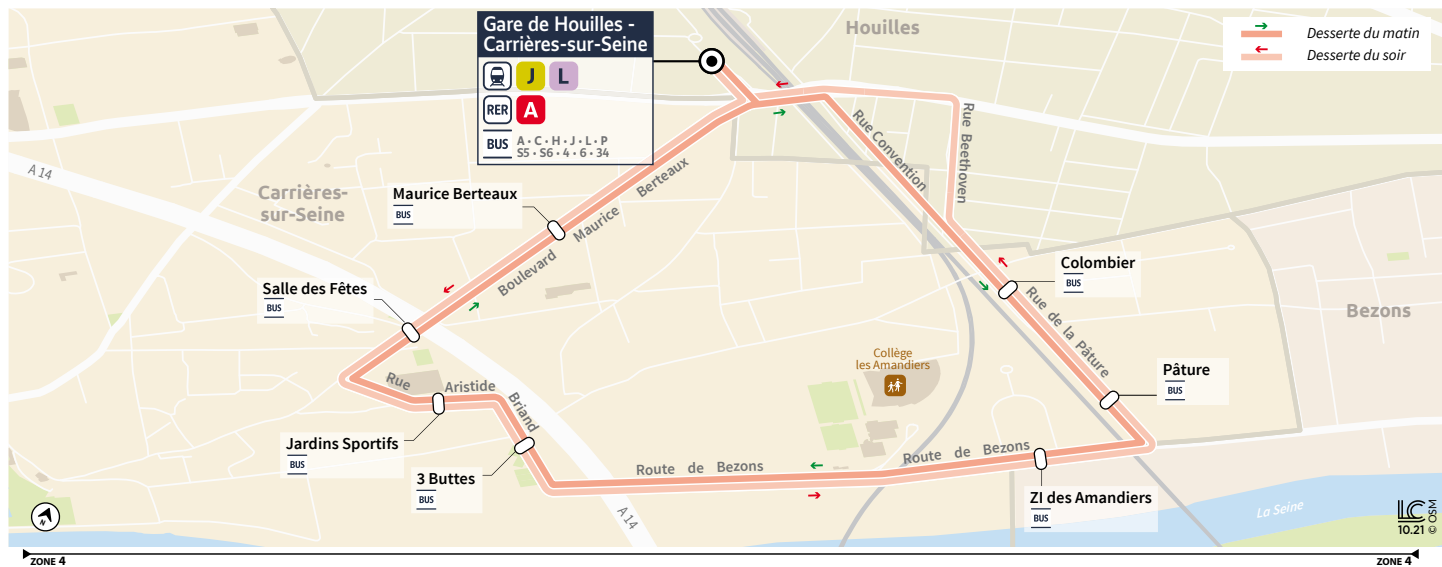 Gare de Houilles -
Carrières-sur-Seine
J L
RER A
BUS
A • C • H • J • L • P
S5 • S6 • 4 • 6 • 34
Houilles
Desserte du matin
Desserte du soir
A 14
Carrières-
sur-Seine
Maurice Berteaux
BUS
Boulevard Maurice Berteaux
Rue Convention
Rue Beethoven
Salle des Fêtes
BUS
Colombier
BUS
Rue de la Pâture
Bezons
Collège
les Amandiers
Pâture
BUS
Rue Aristide Briand
Jardins Sportifs
BUS
3 Buttes
BUS
Route de Bezons
Route de Bezons
ZI des Amandiers
BUS
A 14
La Seine
N
LC
10.21 © OSM
ZONE 4
ZONE 4